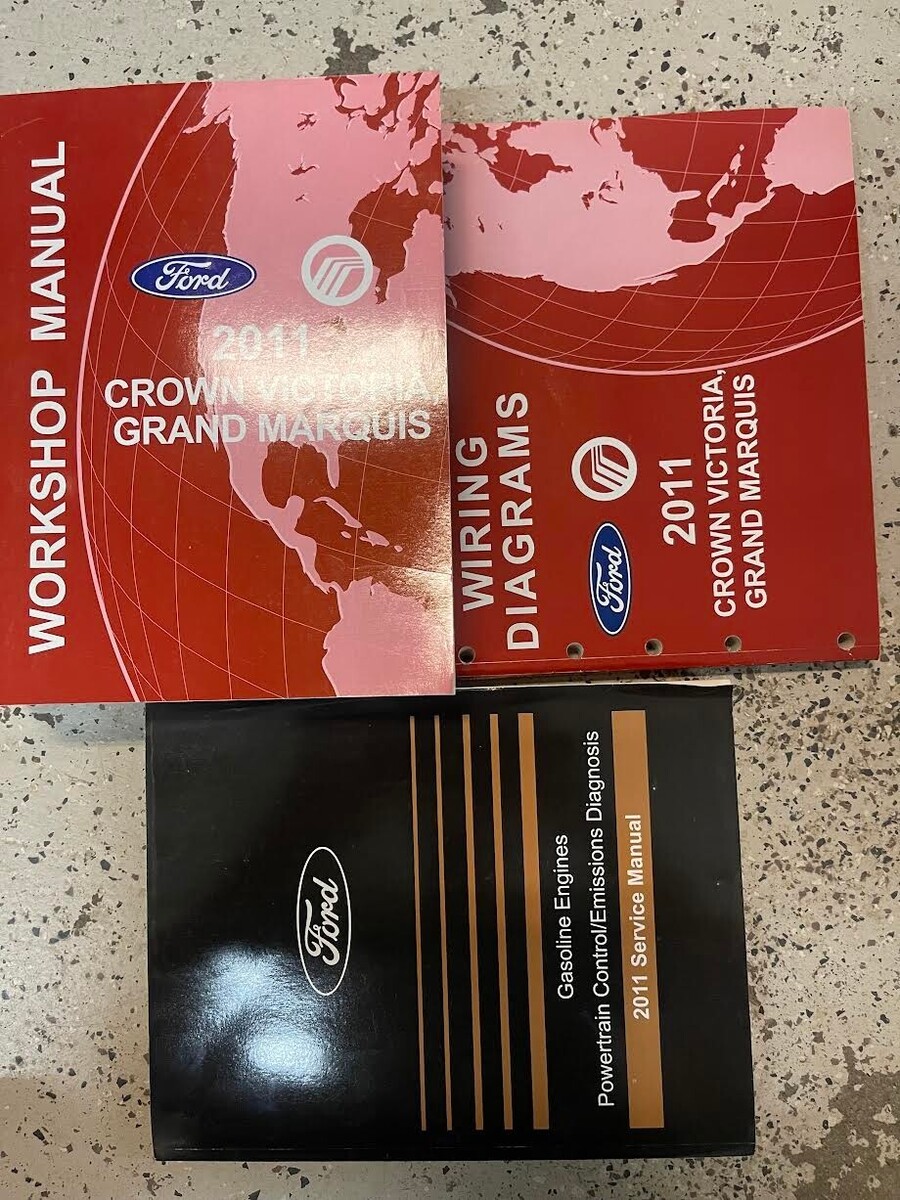 WORKSHOP MANUAL
Ford
2011
CROWN VICTORIA,
GRAND MARQUIS
WIRING
DIAGRAMS
Ford
2011
CROWN VICTORIA,
GRAND MARQUIS
Ford
Gasoline Engines
Powertrain Control/Emissions Diagnosis
2011 Service Manual